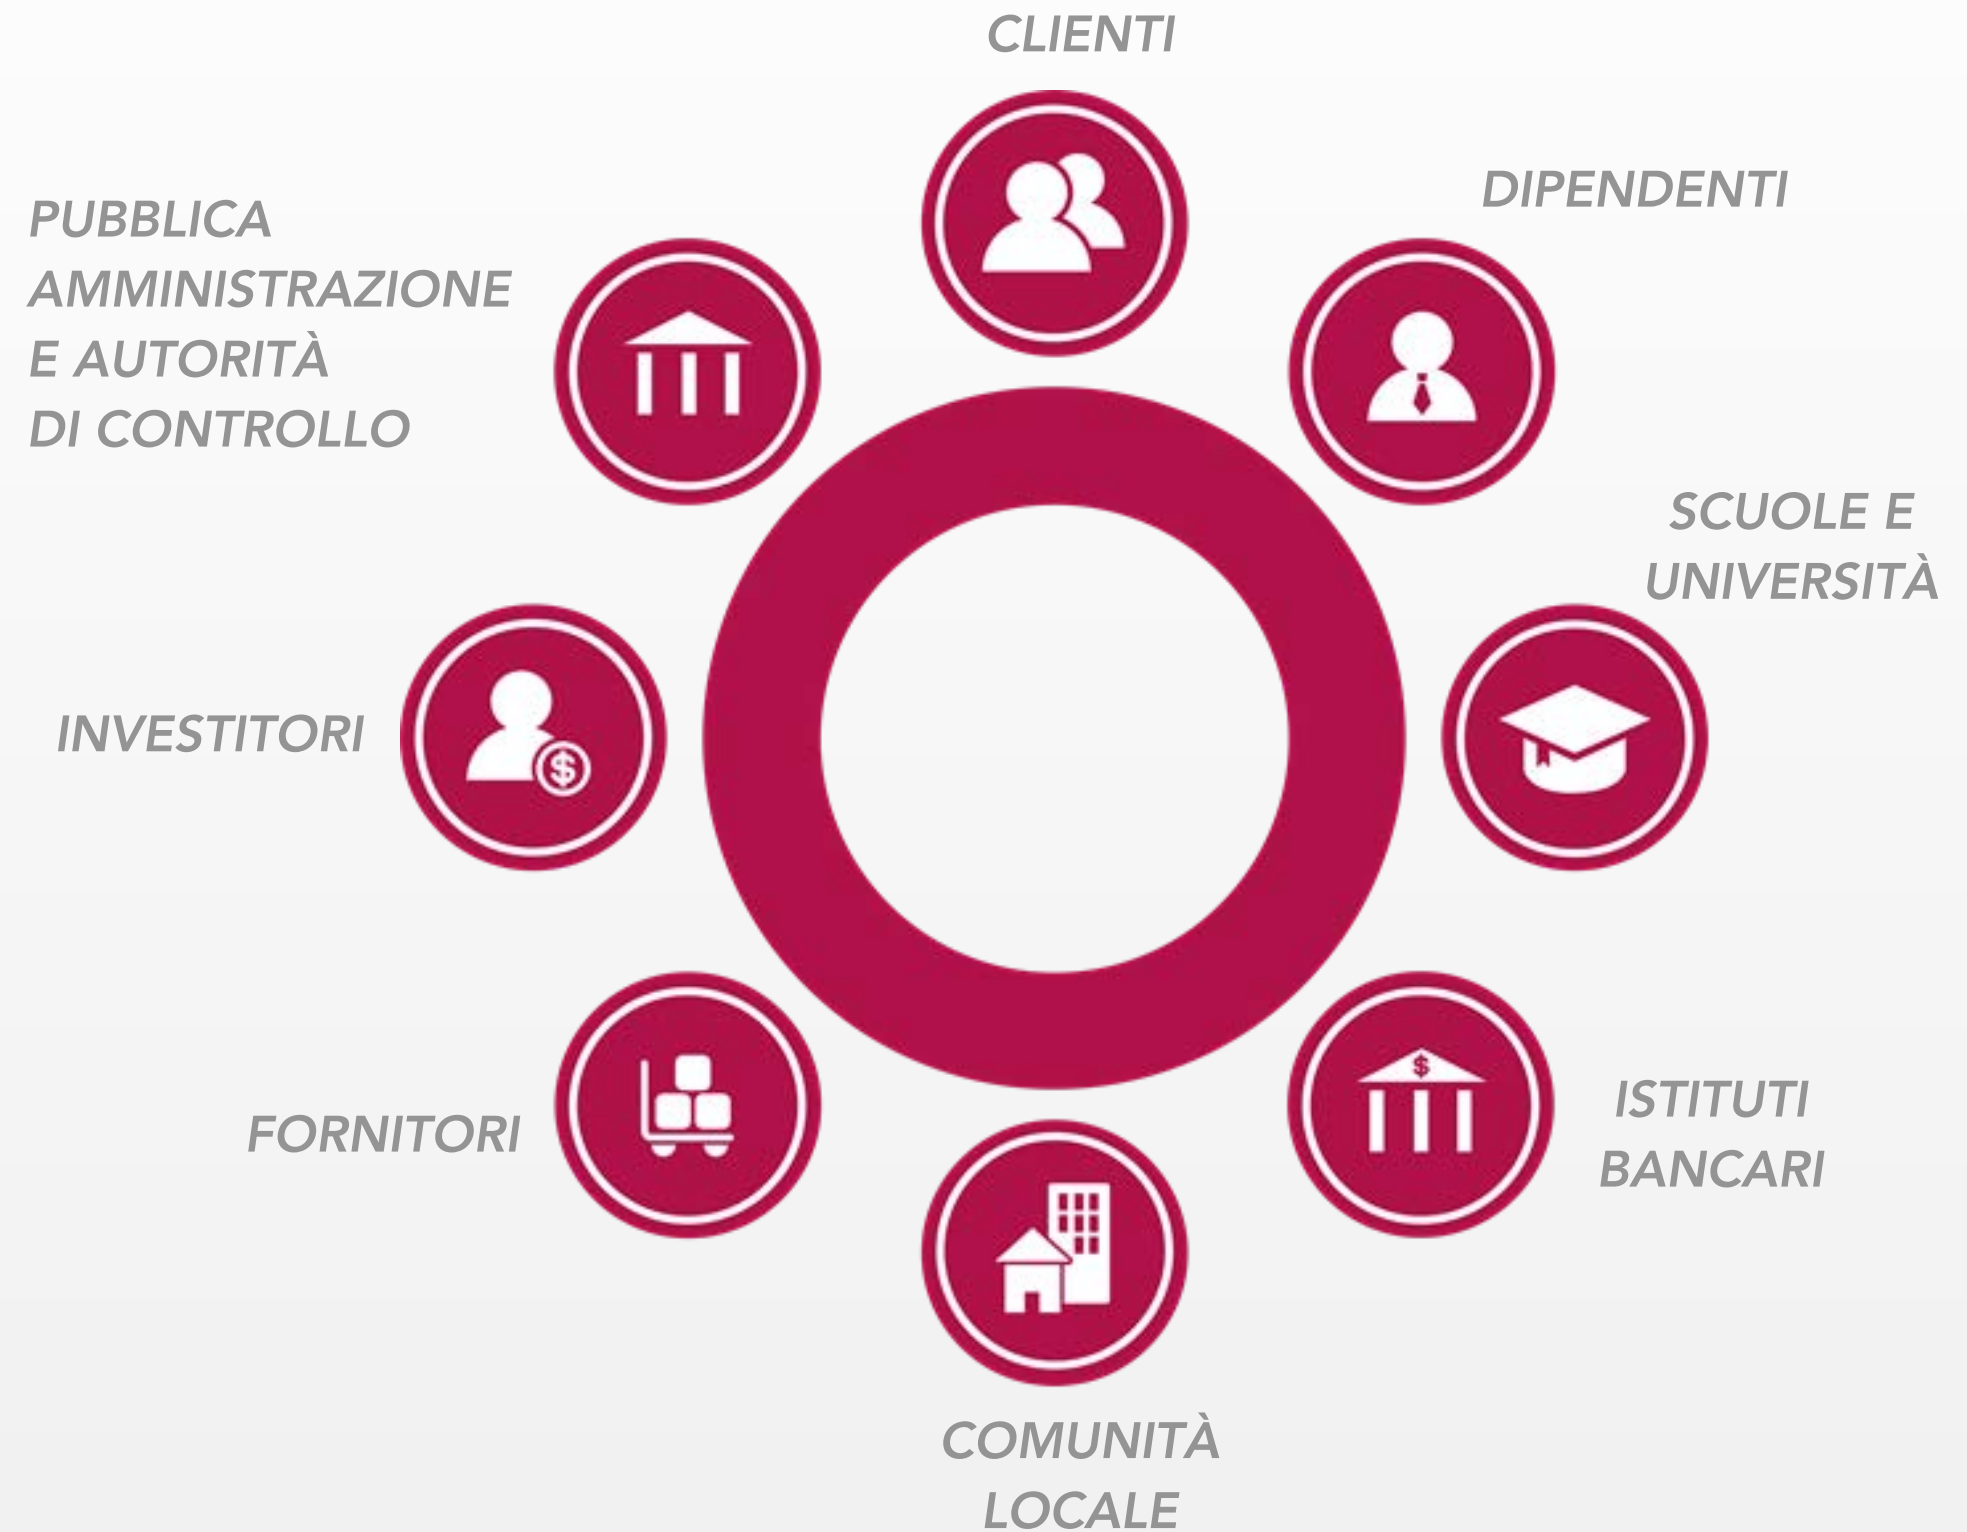 CLIENTI
DIPENDENTI
SCUOLE E
UNIVERSITÀ
ISTITUTI
BANCARI
COMUNITÀ
LOCALE
FORNITORI
INVESTITORI
PUBBLICA
AMMINISTRAZIONE
E AUTORITÀ
DI CONTROLLO
$
$